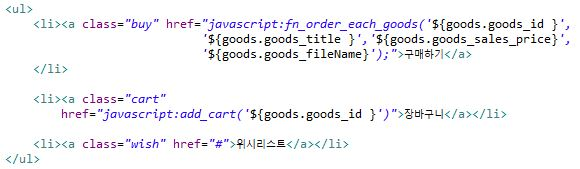 <ul>
<li><a class="buy" href="javascript:fn_order_each_goods('${goods.goods_id }',
'${goods.goods_title }','${goods.goods_sales_price}',
'${goods.goods_fileName}');">구매하기</a>
</li>
<li><a class="cart"
href="javascript:add_cart('${goods.goods_id }')">장바구니</a></li>
<li><a class="wish" href="#">위시리스트</a></li>
</ul>